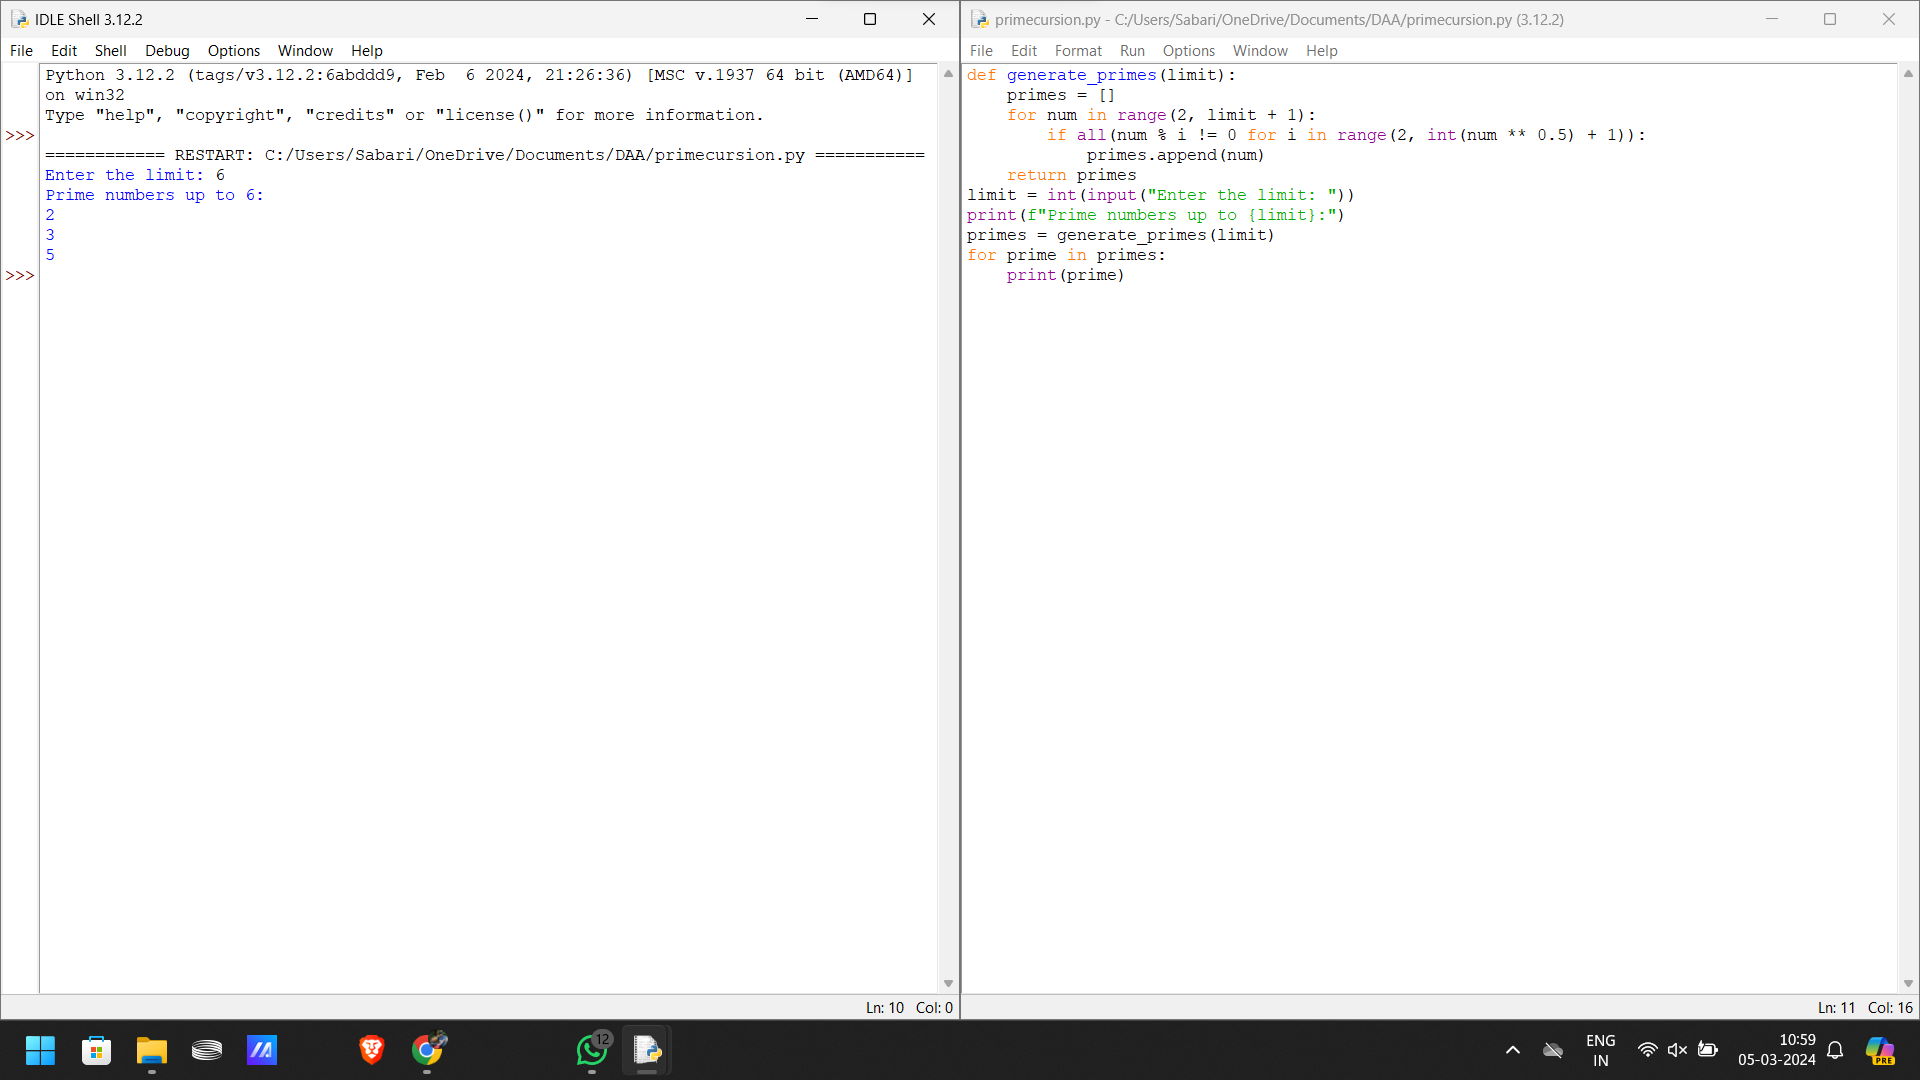 IDLE Shell 3.12.2
File Edit Shell Debug Options Window Help
Python 3.12.2 (tags/v3.12.2:6abddd9, Feb  6 2024, 21:26:36) [MSC v.1937 64 bit (AMD64)]
on win32
Type "help", "copyright", "credits" or "license()" for more information.
>>>
============ RESTART: C:/Users/Sabari/OneDrive/Documents/DAA/primecursion.py ===========
Enter the limit: 6
Prime numbers up to 6:
2
3
5
>>>
Ln: 10 Col: 0
primecursion.py - C:/Users/Sabari/OneDrive/Documents/DAA/primecursion.py (3.12.2)
File Edit Format Run Options Window Help
def generate_primes(limit):
    primes = []
    for num in range(2, limit + 1):
        if all(num % i != 0 for i in range(2, int(num ** 0.5) + 1)):
            primes.append(num)
    return primes
limit = int(input("Enter the limit: "))
print(f"Prime numbers up to {limit}:")
primes = generate_primes(limit)
for prime in primes:
    print(prime)
Ln: 11 Col: 16
12
ENG
IN
10:59
05-03-2024
PRE